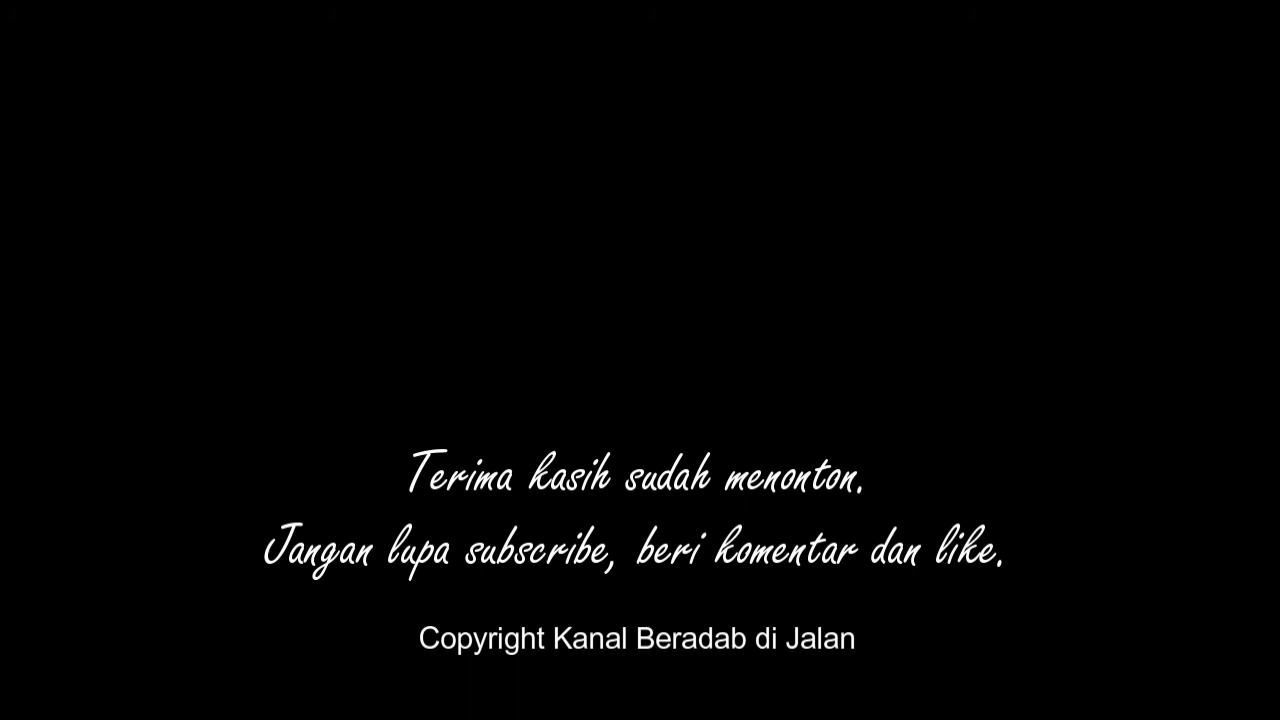 Terima kasih sudah menonton.
Jangan lupa subscribe, beri komentar dan like.
Copyright Kanal Beradab di Jalan